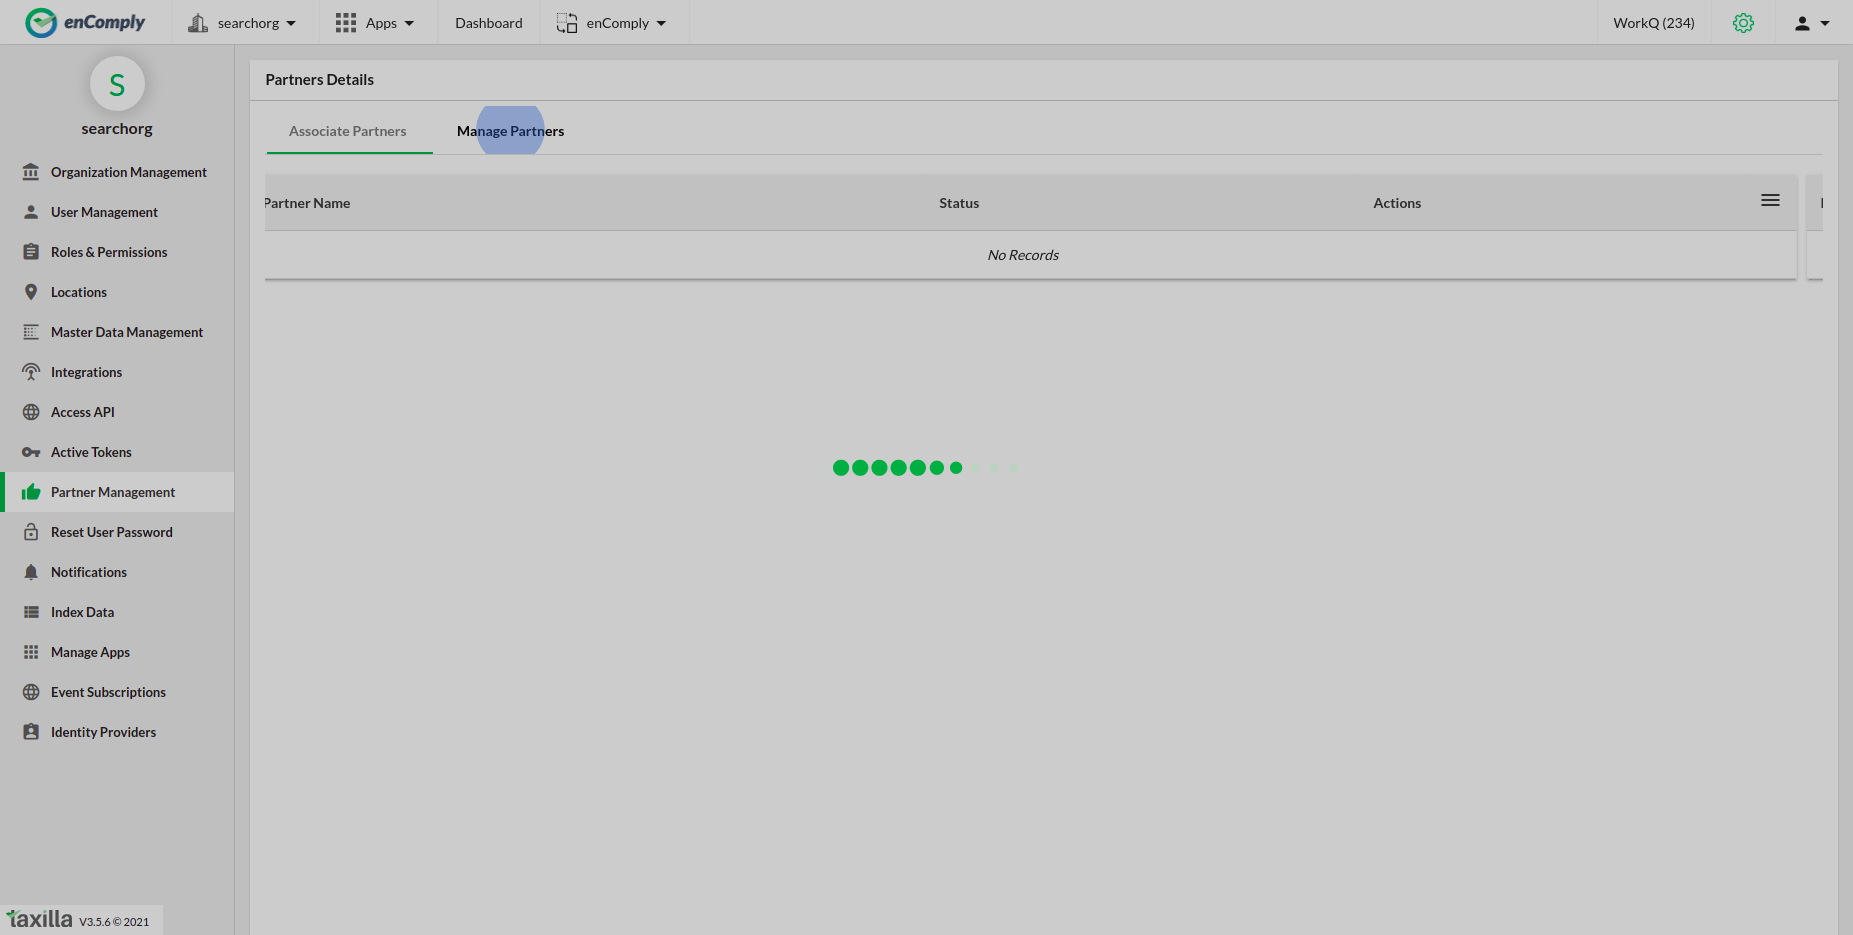 enComply
searchorg
Apps
Dashboard
enComply
WorkQ (234)
S
searchorg
Organization Management
User Management
Roles & Permissions
Locations
Master Data Management
Integrations
Access API
Active Tokens
Partner Management
Reset User Password
Notifications
Index Data
Manage Apps
Event Subscriptions
Identity Providers
taxilla V3.5.6 © 2021
Partners Details
Associate Partners
Manage Partners
Partner Name
Status
Actions
No Records